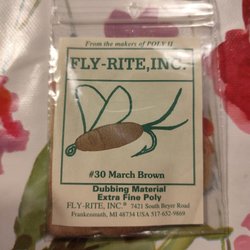 From the makers of POLY II
FLY-RITE, INC.
#30 March Brown
Dubbing Material
Extra Fine Poly
FLY-RITE, INC.® 7421 South Beyer Road
Frankenmuth, MI 48734 USA 517-652-9869